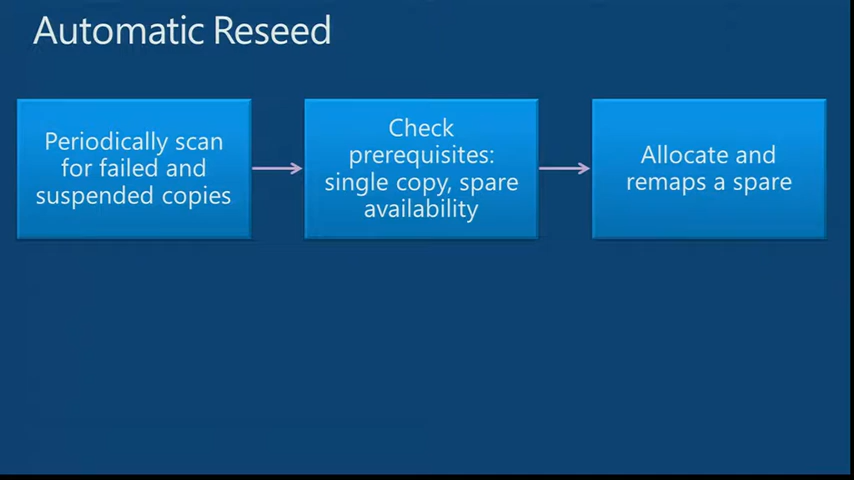 Automatic Reseed
Periodically scan
for failed and
suspended copies
Check
prerequisites:
single copy, spare
availability
Allocate and
remaps a spare